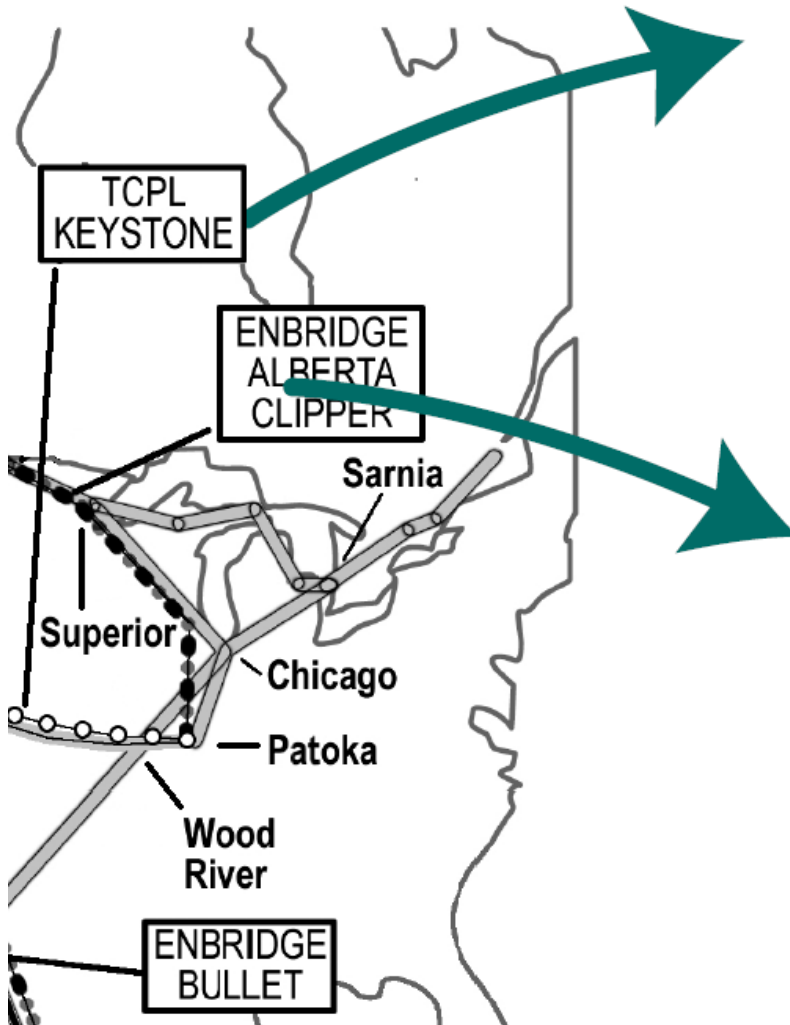 TCPL
KEYSTONE
ENBRIDGE
ALBERTA
CLIPPER
Sarnia
Superior
Chicago
Patoka
Wood
River
ENBRIDGE
BULLET